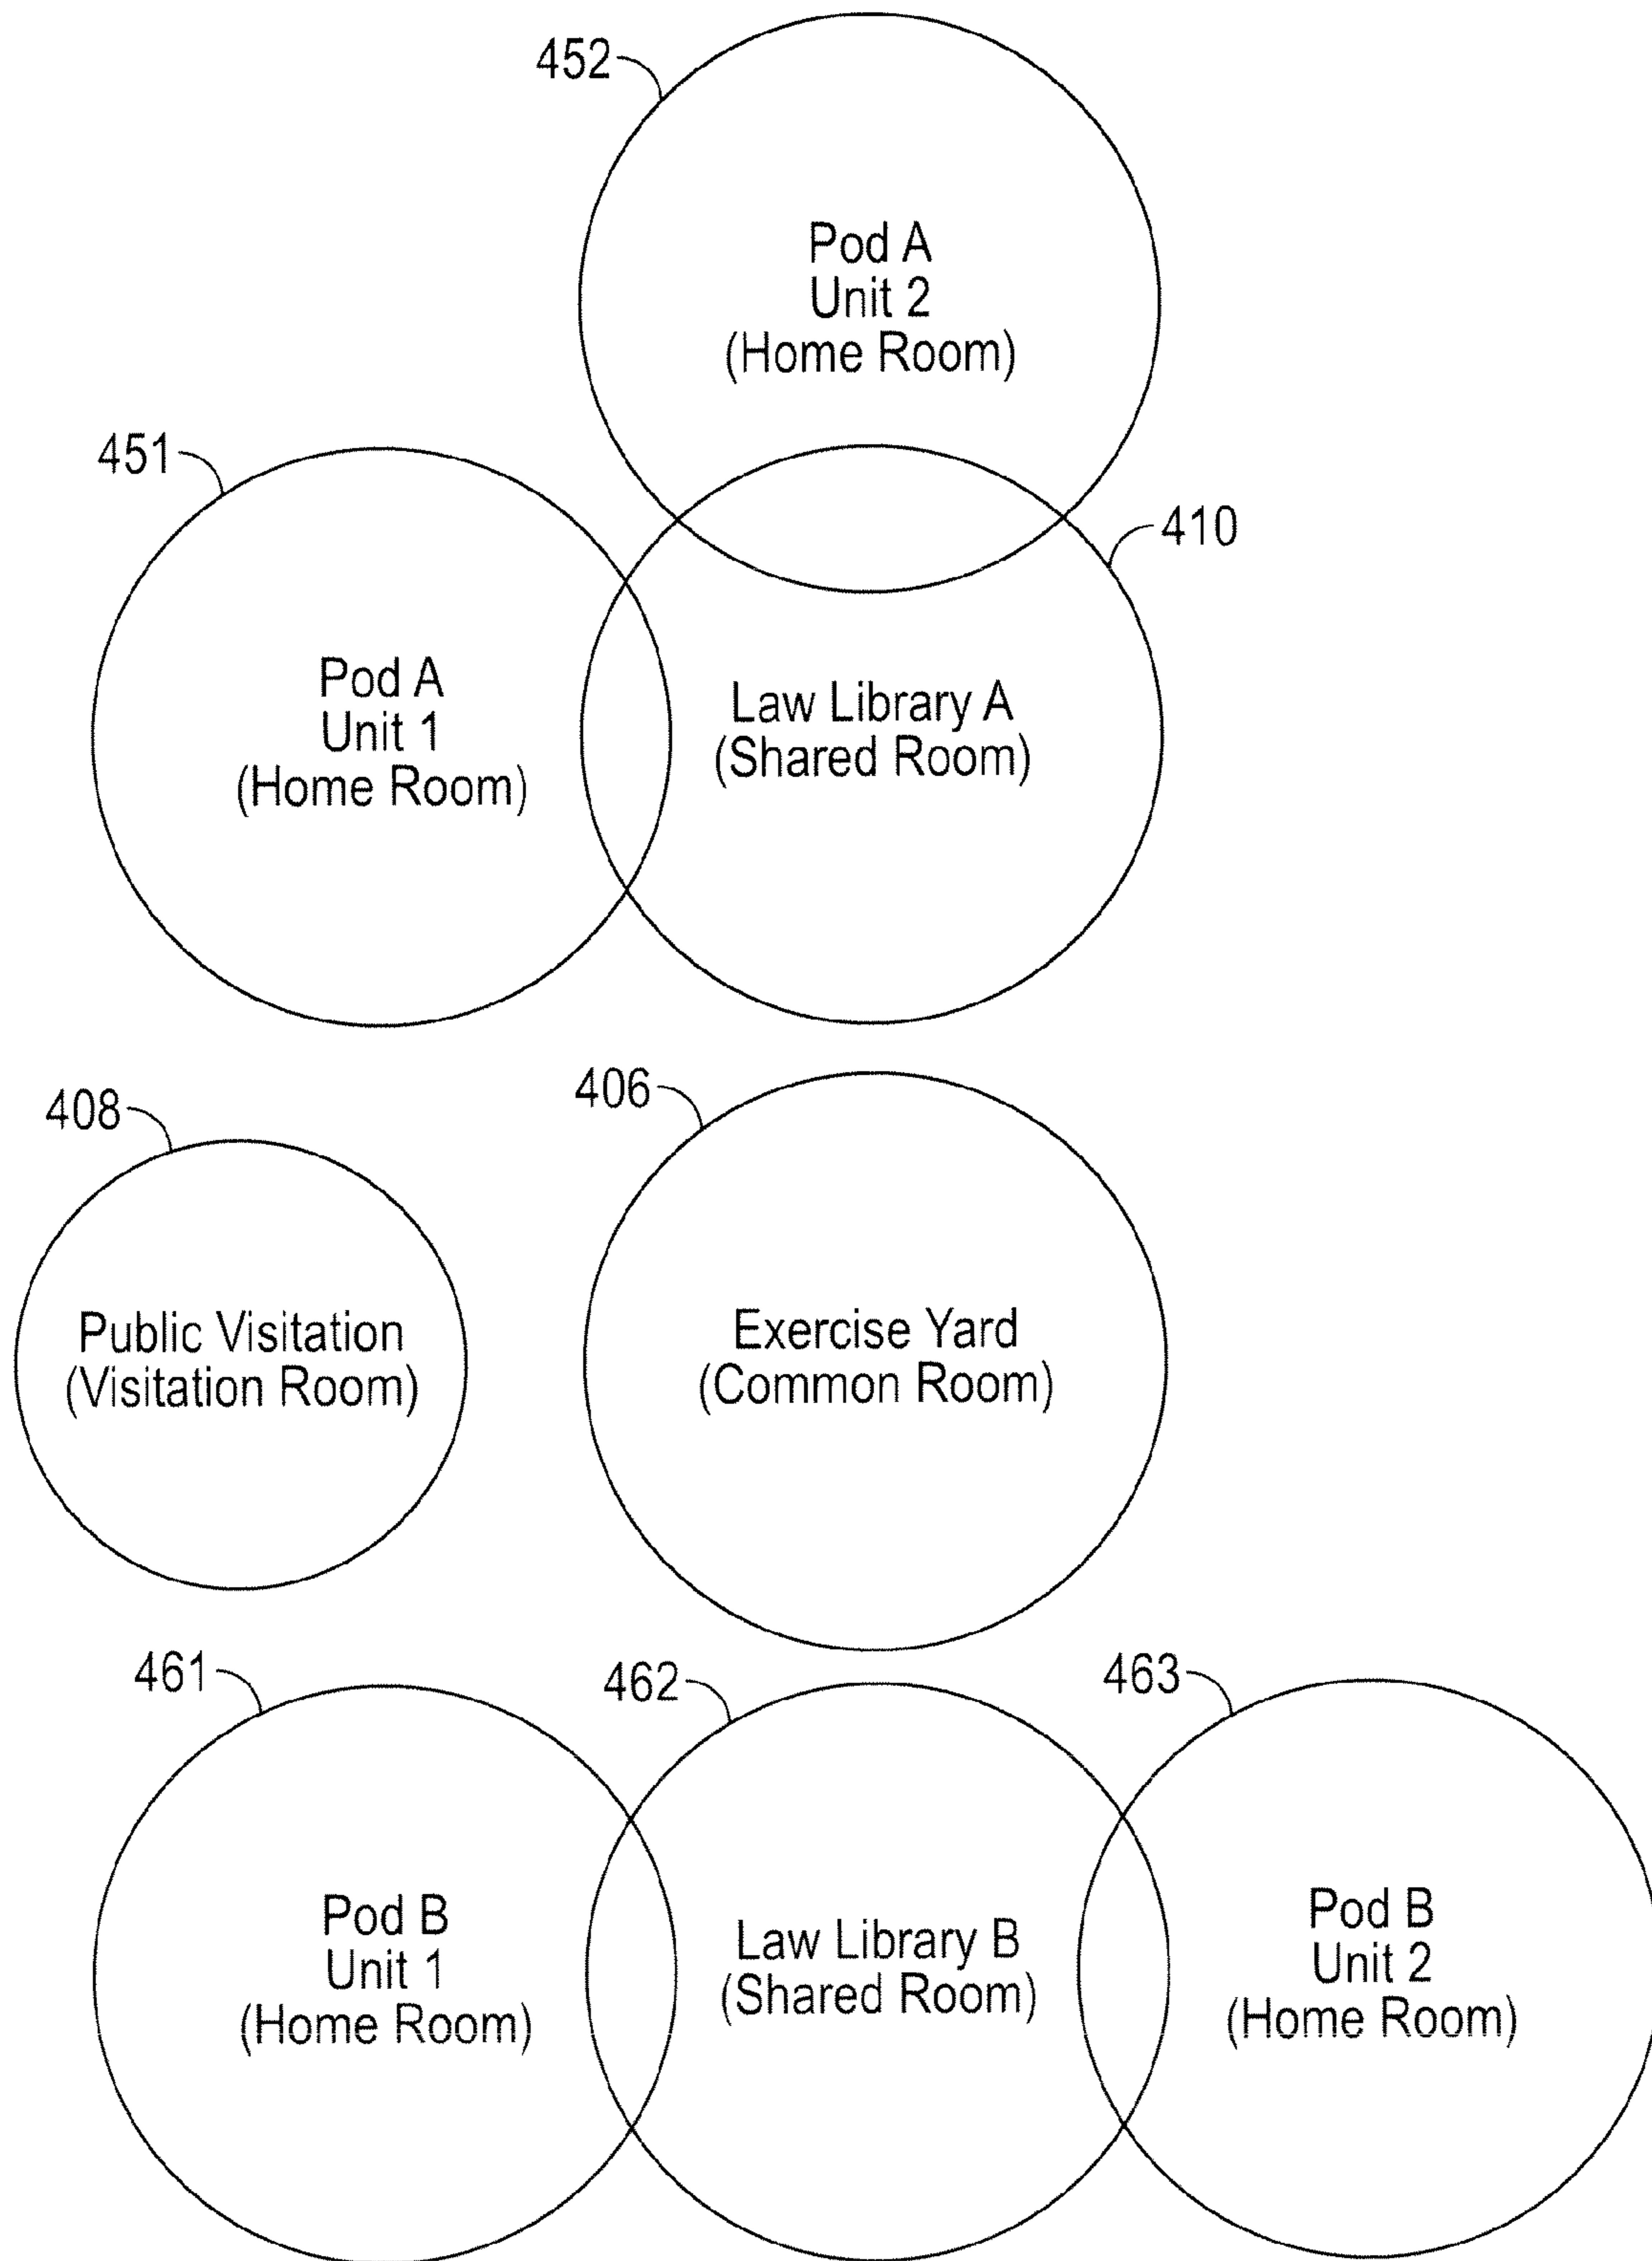 452
Pod A
Unit 2
(Home Room)
451
410
Pod A
Unit 1
(Home Room)
Law Library A
(Shared Room)
408
406
Public Visitation
(Visitation Room)
Exercise Yard
(Common Room)
461
462
463
Pod B
Unit 1
(Home Room)
Law Library B
(Shared Room)
Pod B
Unit 2
(Home Room)